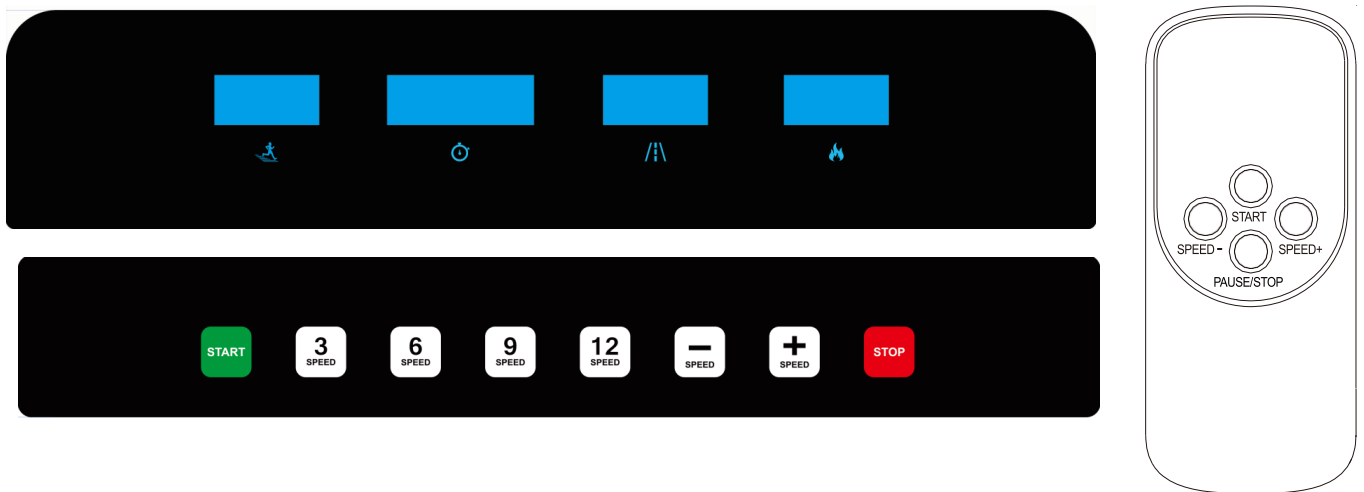 START
3
SPEED
6
SPEED
9
SPEED
12
SPEED
−
SPEED
+
SPEED
STOP
START
SPEED −
SPEED+
PAUSE/STOP